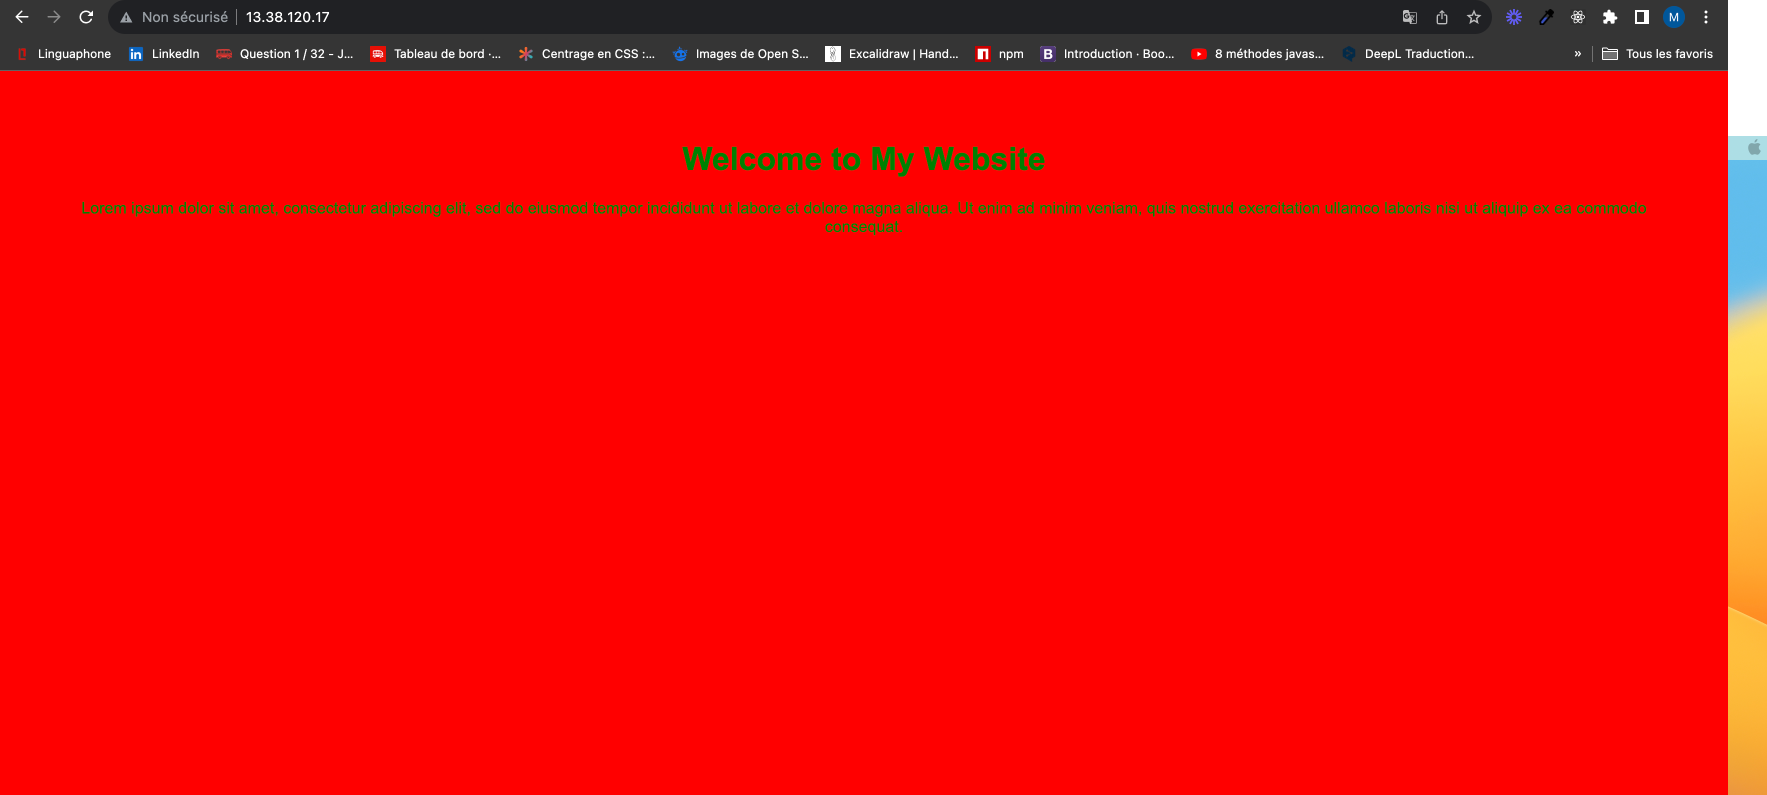 Non sécurisé 13.38.120.17 M
Linguaphone LinkedIn Question 1 / 32 - J... Tableau de bord ·... Centrage en CSS :... Images de Open S... Excalidraw | Hand... npm Introduction · Boo... 8 méthodes javas... DeepL Traduction... » Tous les favoris
Welcome to My Website
Lorem ipsum dolor sit amet, consectetur adipiscing elit, sed do eiusmod tempor incididunt ut labore et dolore magna aliqua. Ut enim ad minim veniam, quis nostrud exercitation ullamco laboris nisi ut aliquip ex ea commodo
consequat.